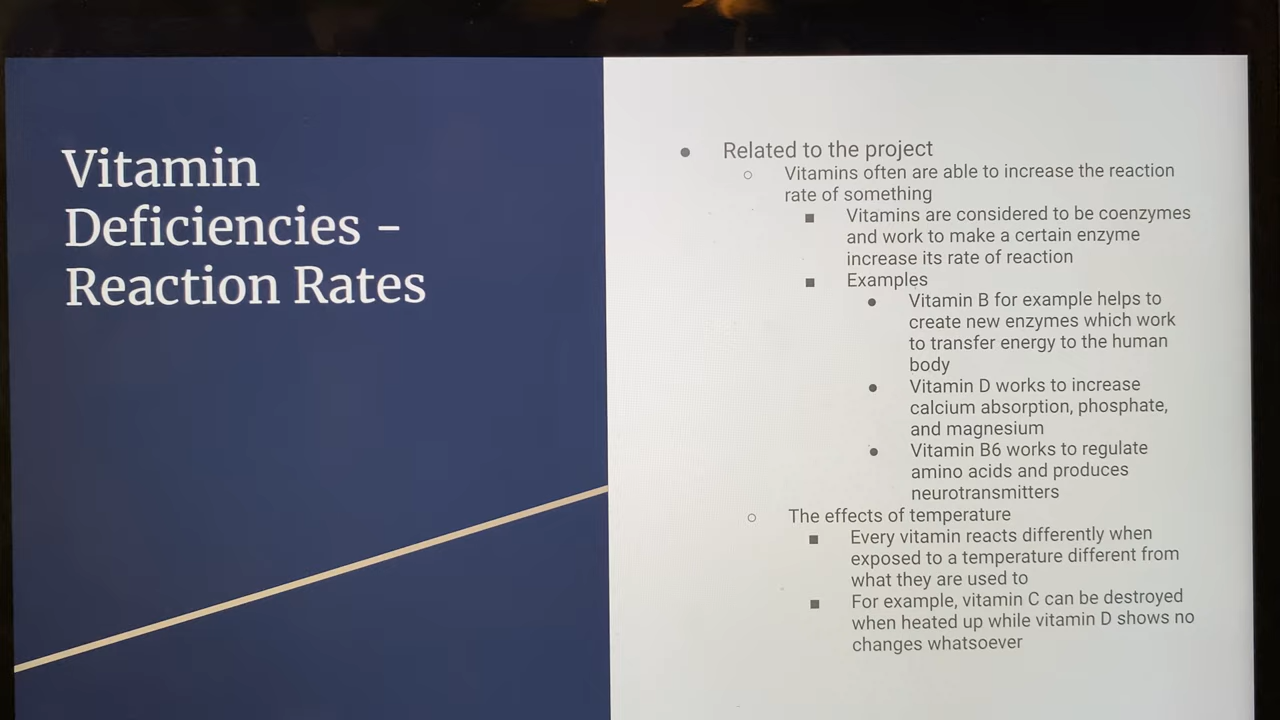 Vitamin
Deficiencies -
Reaction Rates
Related to the project
Vitamins often are able to increase the reaction
rate of something
Vitamins are considered to be coenzymes
and work to make a certain enzyme
increase its rate of reaction
Examples
Vitamin B for example helps to
create new enzymes which work
to transfer energy to the human
body
Vitamin D works to increase
calcium absorption, phosphate,
and magnesium
Vitamin B6 works to regulate
amino acids and produces
neurotransmitters
The effects of temperature
Every vitamin reacts differently when
exposed to a temperature different from
what they are used to
For example, vitamin C can be destroyed
when heated up while vitamin D shows no
changes whatsoever